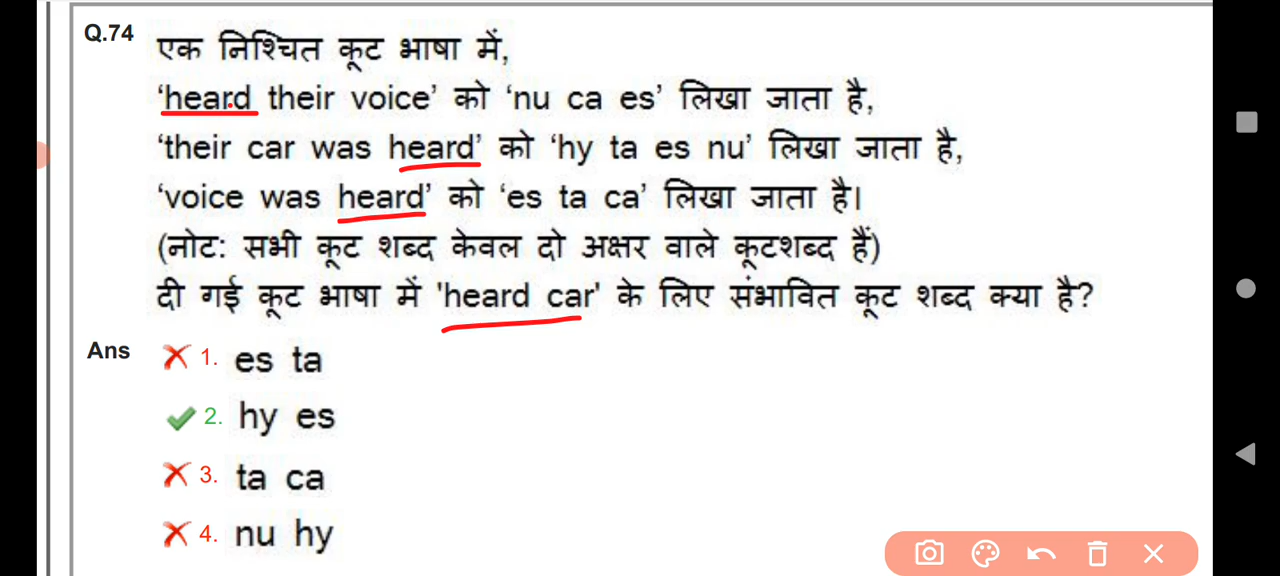 Q.74 एक निश्चित कूट भाषा में,
‘heard their voice’ को ‘nu ca es’ लिखा जाता है,
‘their car was heard’ को ‘hy ta es nu’ लिखा जाता है,
‘voice was heard’ को ‘es ta ca’ लिखा जाता है।
(नोट: सभी कूट शब्द केवल दो अक्षर वाले कूटशब्द हैं)
दी गई कूट भाषा में 'heard car' के लिए संभावित कूट शब्द क्या है?
Ans 1. es ta
2. hy es
3. ta ca
4. nu hy